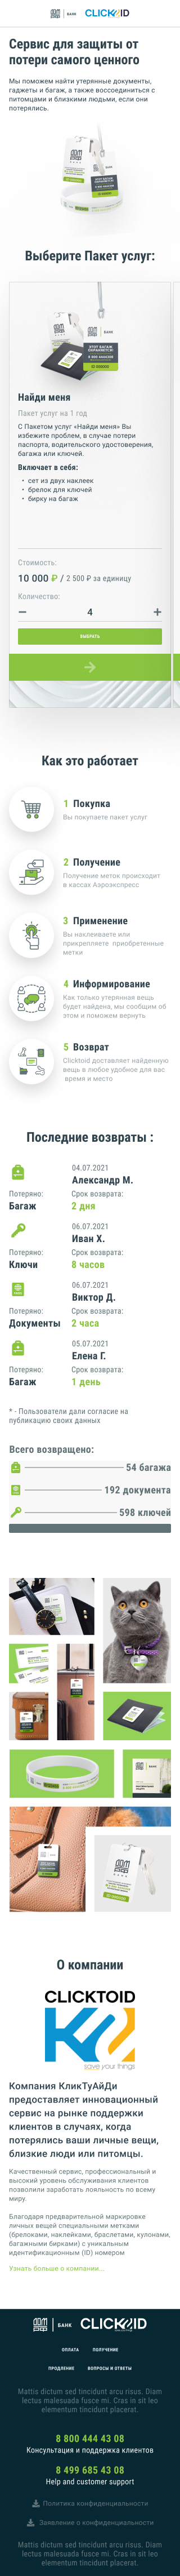 БАНК CLICK2ID
Сервис для защиты от
потери самого ценного
Мы поможем найти утерянные документы,
гаджеты и багаж, а также воссоединиться с
питомцами и близкими людьми, если они
потерялись.
Выберите Пакет услуг:
БАНК
ЭТОТ БАГАЖ
Найди меня
Пакет услуг на 1 год
С Пакетом услуг «Найди меня» Вы
избежите проблем, в случае потери
паспорта, водительского удостоверения,
багажа или ключей.
Включает в себя:
• сет из двух наклеек
• брелок для ключей
• бирку на багаж
Стоимость:
10 000 ₽ / 2 500 ₽ за единицу
Количество:
− 4 +
ВЫБРАТЬ
Как это работает
1 Покупка
Вы покупаете пакет услуг
2 Получение
Получение меток происходит
в кассах Аэроэкспресс
3 Применение
Вы наклеиваете или
прикрепляете приобретенные
метки
4 Информирование
Как только утерянная вещь
будет найдена, мы сообщим об
этом и поможем вернуть
5 Возврат
Clicktoid доставляет найденную
вещь в любое удобное для вас
время и место
Последние возвраты :
04.07.2021
Александр М.
Потеряно: Срок возврата:
Багаж 2 дня
06.07.2021
Иван Х.
Потеряно: Срок возврата:
Ключи 8 часов
06.07.2021
Виктор Д.
Потеряно: Срок возврата:
Документы 2 часа
05.07.2021
Елена Г.
Потеряно: Срок возврата:
Багаж 1 день
* - Пользователи дали согласие на
публикацию своих данных
Всего возвращено:
54 багажа
192 документа
598 ключей
О компании
CLICKTOID
save your things
Компания КликТуАйДи
предоставляет инновационный
сервис на рынке поддержки
клиентов в случаях, когда
потерялись ваши личные вещи,
близкие люди или питомцы.
Качественный сервис, профессиональный и
высокий уровень обслуживания клиентов
позволили заработать лояльность по всему
миру.
Благодаря предварительной маркировке
личных вещей специальными метками
(брелоками, наклейками, браслетами, кулонами,
багажными бирками) с уникальным
идентификационным (ID) номером
Узнать больше о компании...
БАНК CLICK2ID
ОПЛАТА ПОЛУЧЕНИЕ
ПРОДЛЕНИЕ ВОПРОСЫ И ОТВЕТЫ
Mattis dictum sed tincidunt arcu risus. Diam
lectus malesuada fusce mi. Cras in sit leo
elementum tincidunt placerat.
8 800 444 43 08
Консультация и поддержка клиентов
8 499 685 43 08
Help and customer support
Политика конфиденциальности
Заявление о конфиденциальности
Mattis dictum sed tincidunt arcu risus. Diam
lectus malesuada fusce mi. Cras in sit leo
elementum tincidunt placerat.